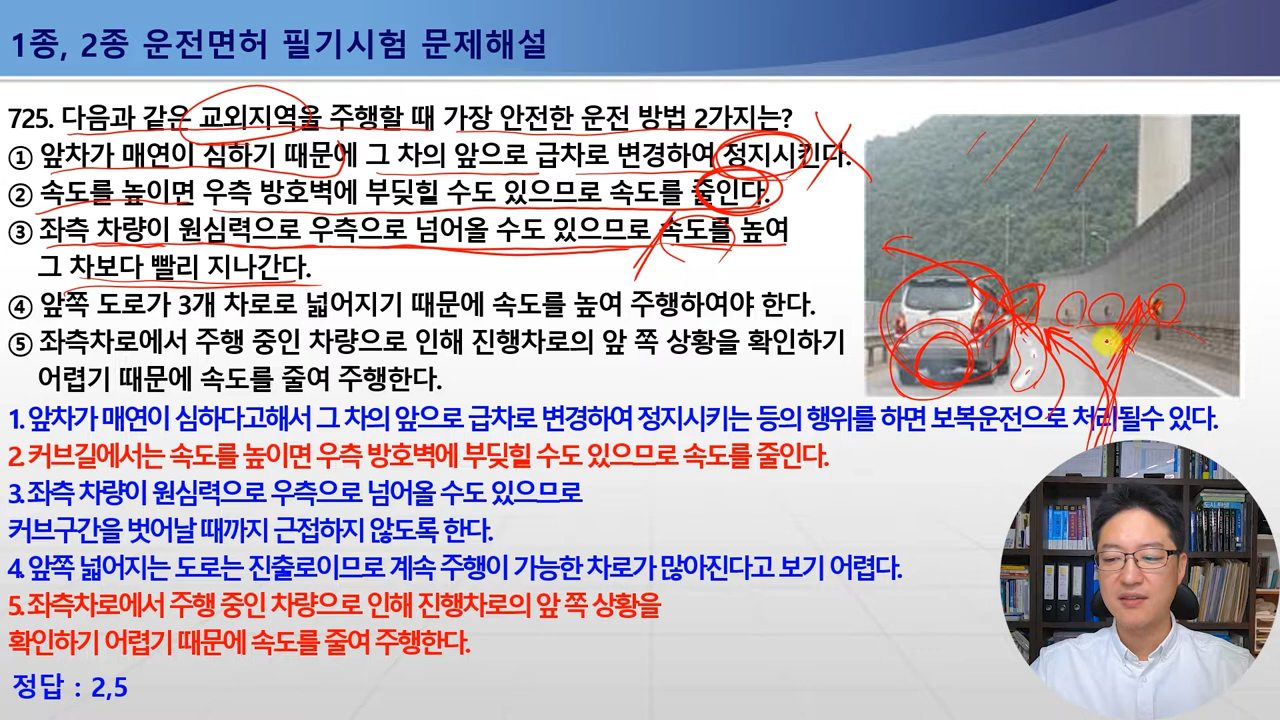 1종, 2종 운전면허 필기시험 문제해설
725. 다음과 같은 교외지역을 주행할 때 가장 안전한 운전 방법 2가지는?
① 앞차가 매연이 심하기 때문에 그 차의 앞으로 급차로 변경하여 정지시킨다.
② 속도를 높이면 우측 방호벽에 부딪힐 수도 있으므로 속도를 줄인다.
③ 좌측 차량이 원심력으로 우측으로 넘어올 수도 있으므로 속도를 높여
그 차보다 빨리 지나간다.
④ 앞쪽 도로가 3개 차로로 넓어지기 때문에 속도를 높여 주행하여야 한다.
⑤ 좌측차로에서 주행 중인 차량으로 인해 진행차로의 앞 쪽 상황을 확인하기
어렵기 때문에 속도를 줄여 주행한다.
1. 앞차가 매연이 심하다고해서 그 차의 앞으로 급차로 변경하여 정지시키는 등의 행위를 하면 보복운전으로 처리될수 있다.
2. 커브길에서는 속도를 높이면 우측 방호벽에 부딪힐 수도 있으므로 속도를 줄인다.
3. 좌측 차량이 원심력으로 우측으로 넘어올 수도 있으므로
커브구간을 벗어날 때까지 근접하지 않도록 한다.
4. 앞쪽 넓어지는 도로는 진출로이므로 계속 주행이 가능한 차로가 많아진다고 보기 어렵다.
5. 좌측차로에서 주행 중인 차량으로 인해 진행차로의 앞 쪽 상황을
확인하기 어렵기 때문에 속도를 줄여 주행한다.
정답 : 2,5